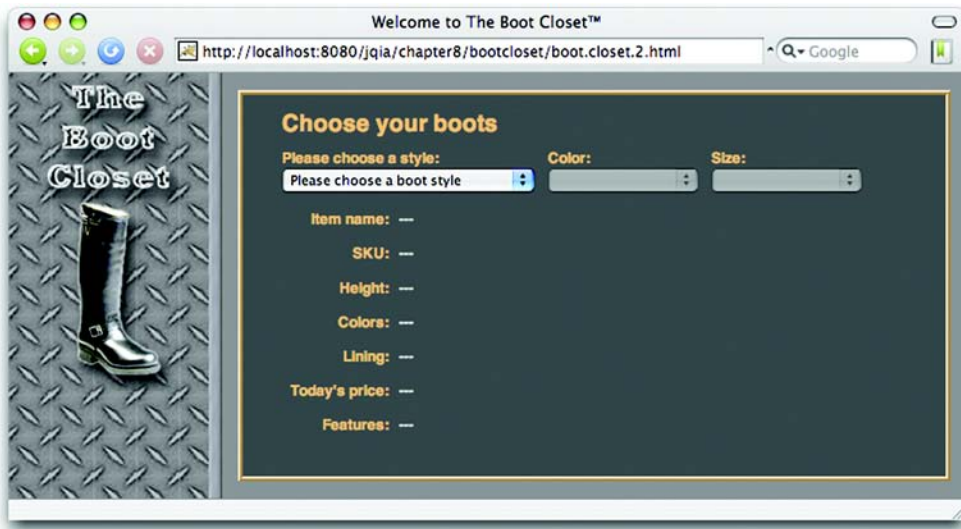 Welcome to The Boot Closet™
http://localhost:8080/jqia/chapter8/bootcloset/boot.closet.2.html
Google
The
Boot
Closet
Choose your boots
Please choose a style: Color: Size:
Please choose a boot style
Item name: ---
SKU: ---
Height: ---
Colors: ---
Lining: ---
Today's price: ---
Features: ---